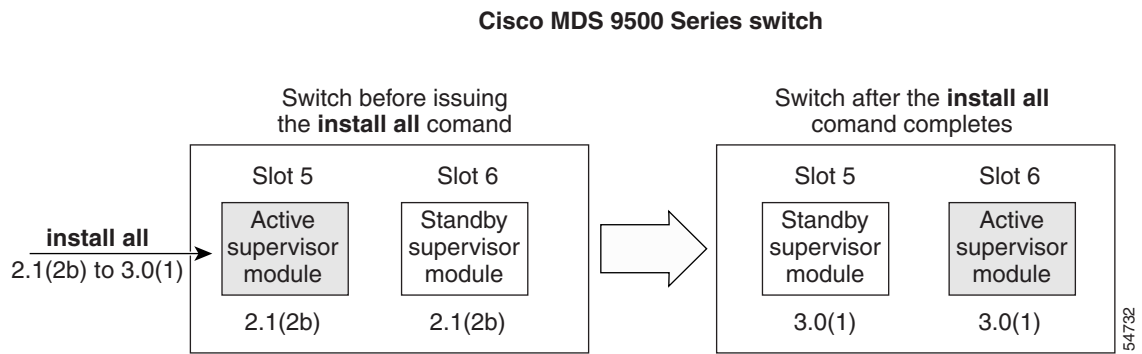 Cisco MDS 9500 Series switch
Switch before issuing
the install all comand
Switch after the install all
comand completes
Slot 5
Slot 6
Slot 5
Slot 6
install all
2.1(2b) to 3.0(1)
Active
supervisor
module
Standby
supervisor
module
Standby
supervisor
module
Active
supervisor
module
2.1(2b)
2.1(2b)
3.0(1)
3.0(1)
54732